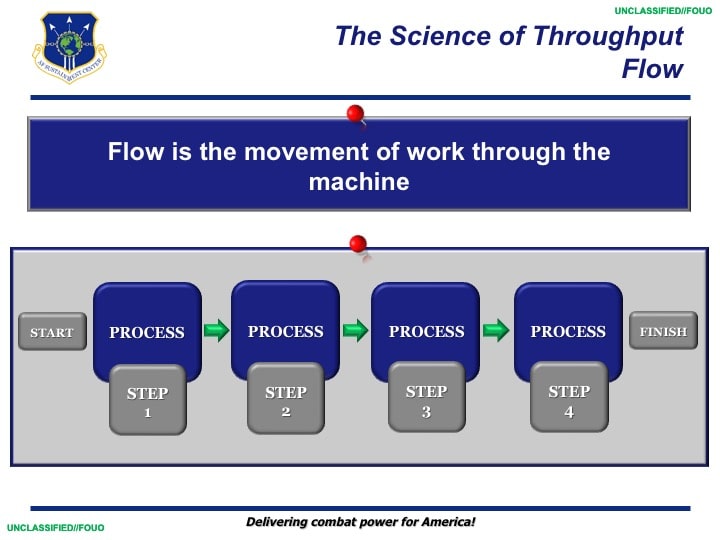 UNCLASSIFIED//FOUO
The Science of Throughput
Flow
AF SUSTAINMENT CENTER
Flow is the movement of work through the
machine
START
PROCESS
PROCESS
PROCESS
PROCESS
FINISH
STEP
1
STEP
2
STEP
3
STEP
4
Delivering combat power for America!
UNCLASSIFIED//FOUO